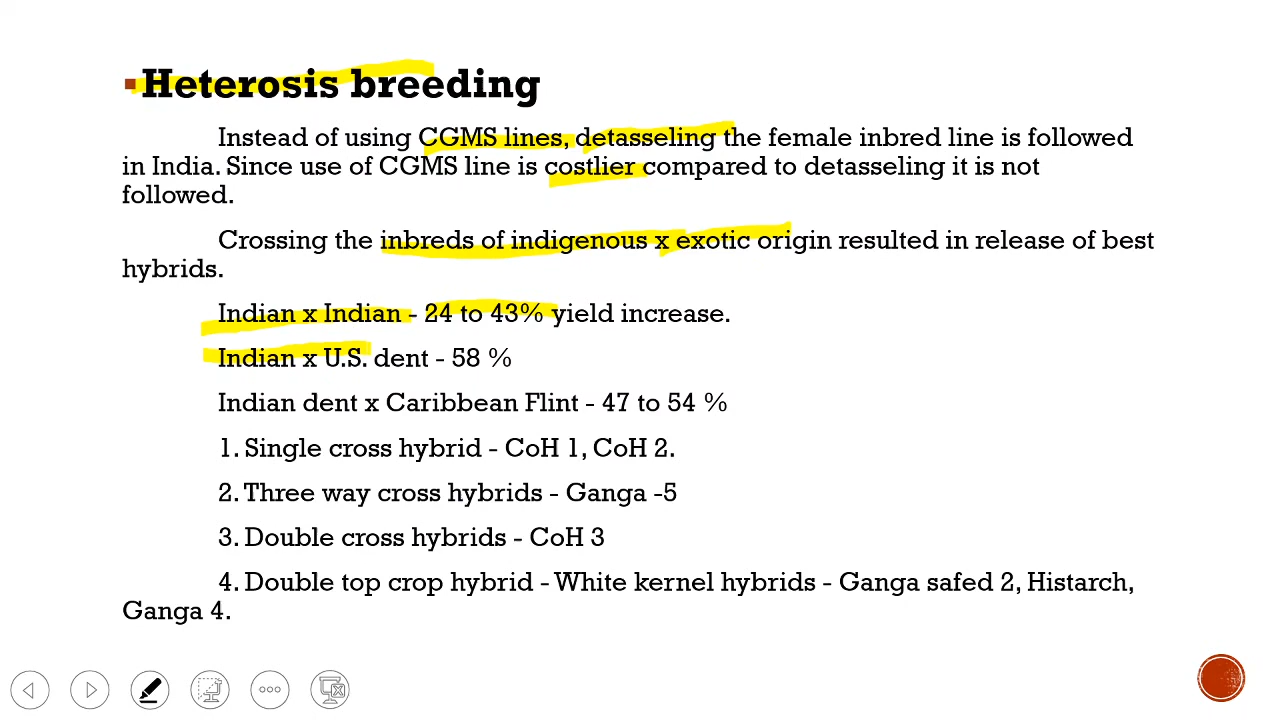 Heterosis breeding
Instead of using CGMS lines, detasseling the female inbred line is followed
in India. Since use of CGMS line is costlier compared to detasseling it is not
followed.
Crossing the inbreds of indigenous x exotic origin resulted in release of best
hybrids.
Indian x Indian - 24 to 43% yield increase.
Indian x U.S. dent - 58 %
Indian dent x Caribbean Flint - 47 to 54 %
1. Single cross hybrid - CoH 1, CoH 2.
2. Three way cross hybrids - Ganga -5
3. Double cross hybrids - CoH 3
4. Double top crop hybrid - White kernel hybrids - Ganga safed 2, Histarch,
Ganga 4.